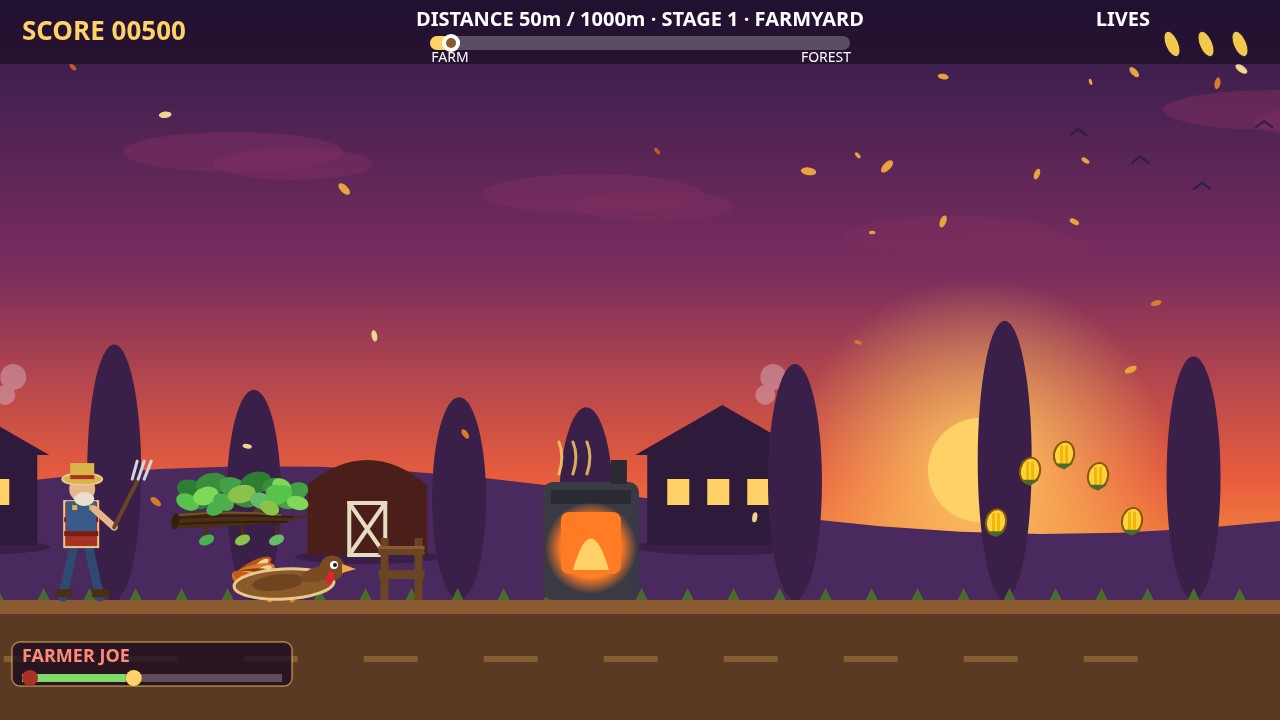 SCORE 00500
DISTANCE 50m / 1000m · STAGE 1 · FARMYARD
LIVES
FARM
FOREST
FARMER JOE